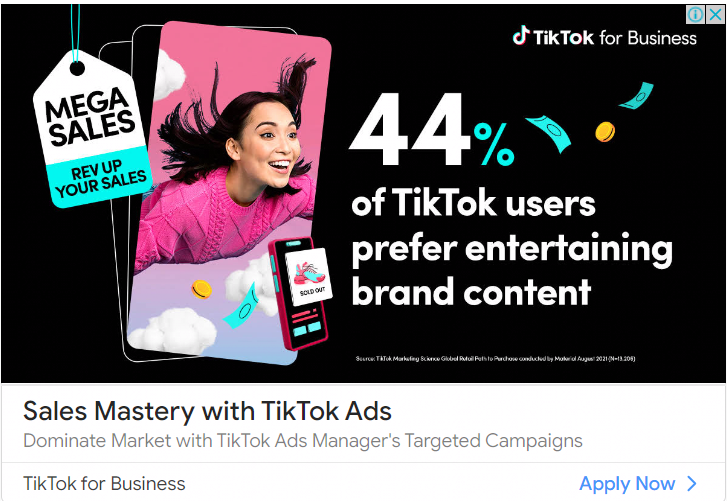 TikTok for Business
MEGA
SALES
REV UP
YOUR SALES
44%
of TikTok users
prefer entertaining
brand content
SOLD OUT
Source: TikTok Marketing Science Global Retail Path to Purchase conducted by Material August 2021 (N=13,206)
Sales Mastery with TikTok Ads
Dominate Market with TikTok Ads Manager's Targeted Campaigns
TikTok for Business
Apply Now